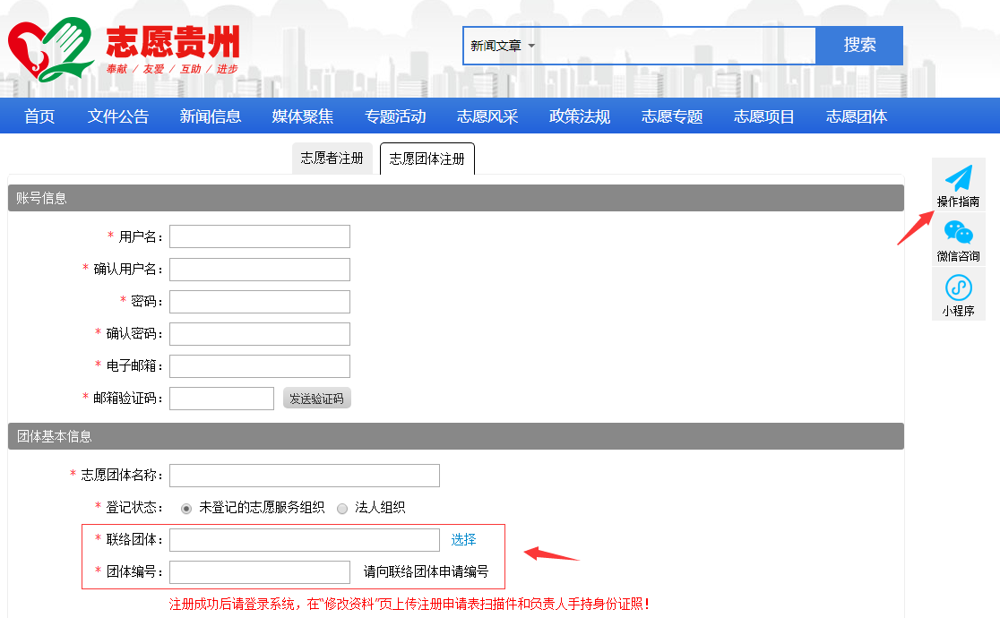 志愿贵州
奉献 / 友爱 / 互助 / 进步
新闻文章
搜索
首页 文件公告 新闻信息 媒体聚焦 专题活动 志愿风采 政策法规 志愿专题 志愿项目 志愿团体
志愿者注册 志愿团体注册
操作指南
微信咨询
小程序
账号信息
* 用户名：
* 确认用户名：
* 密码：
* 确认密码：
* 电子邮箱：
* 邮箱验证码： 发送验证码
团体基本信息
* 志愿团体名称：
* 登记状态： 未登记的志愿服务组织 法人组织
* 联络团体： 选择
* 团体编号： 请向联络团体申请编号
注册成功后请登录系统，在“修改资料”页上传注册申请表扫描件和负责人手持身份证照！